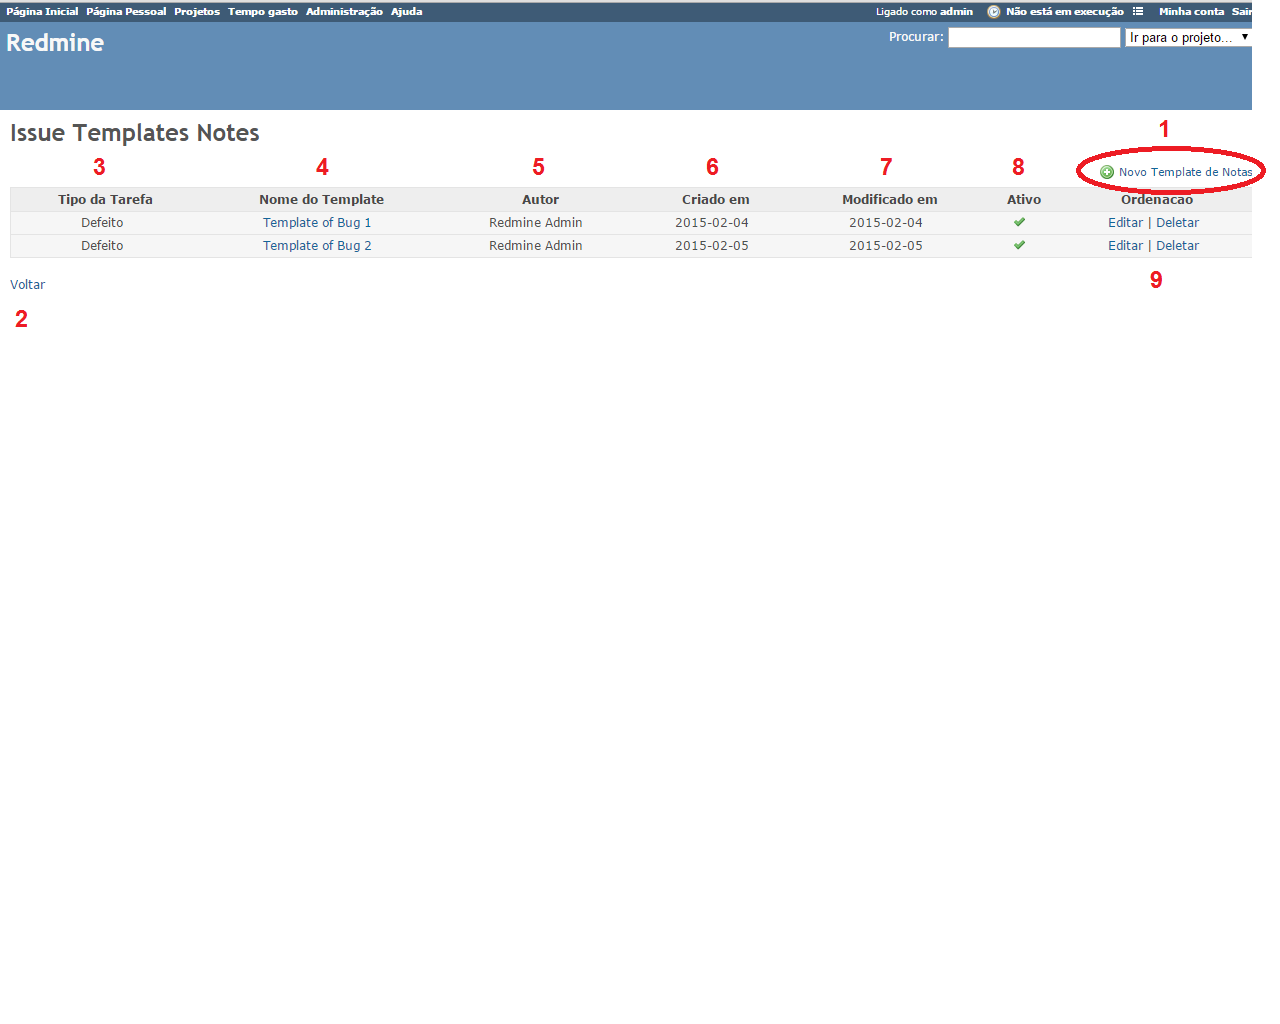 Página Inicial Página Pessoal Projetos Tempo gasto Administração Ajuda Ligado como admin Não está em execução Minha conta Sair
Redmine Procurar: Ir para o projeto...
Issue Templates Notes 1
3 4 5 6 7 8 Novo Template de Notas
Tipo da Tarefa Nome do Template Autor Criado em Modificado em Ativo Ordenacao
Defeito Template of Bug 1 Redmine Admin 2015-02-04 2015-02-04 Editar | Deletar
Defeito Template of Bug 2 Redmine Admin 2015-02-05 2015-02-05 Editar | Deletar
Voltar 9
2